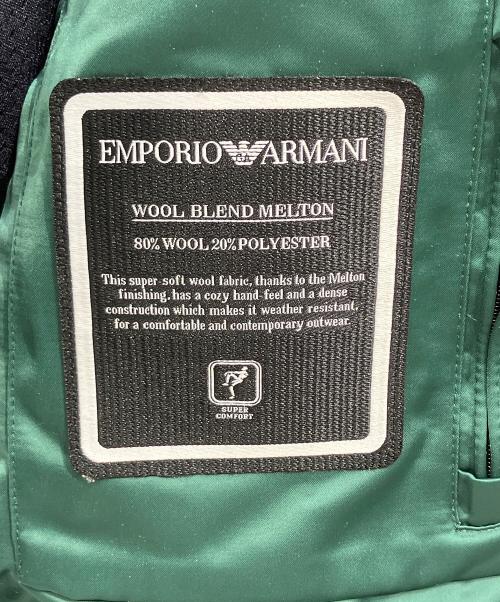 EMPORIO ARMANI
WOOL BLEND MELTON
80% WOOL 20% POLYESTER
This super-soft wool fabric, thanks to the Melton
finishing, has a cozy hand-feel and a dense
construction which makes it weather resistant,
for a comfortable and contemporary outwear.
SUPER
COMFORT